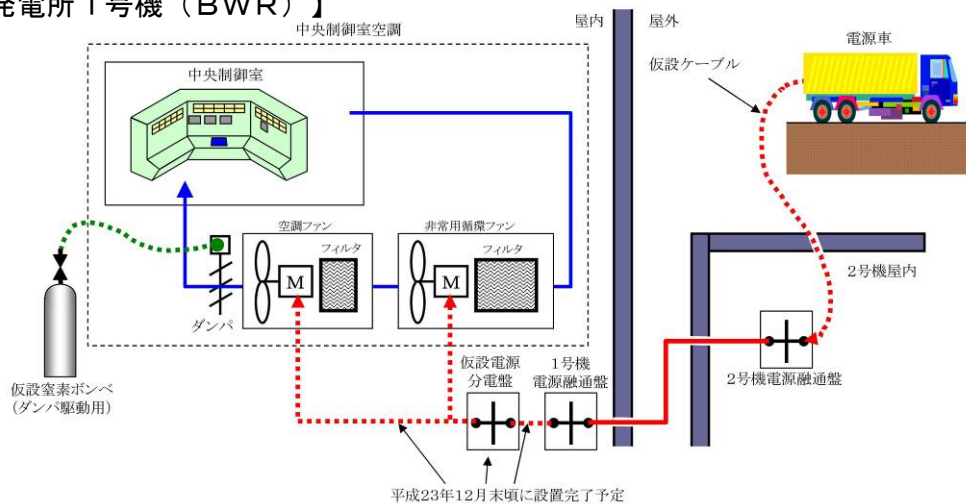 発電所1号機（ＢＷＲ）】
中央制御室空調
屋内
屋外
電源車
中央制御室
仮設ケーブル
空調ファン
非常用循環ファン
フィルタ
フィルタ
M
M
2号機屋内
ダンパ
仮設窒素ボンベ
(ダンパ駆動用)
仮設電源
分電盤
1号機
電源融通盤
2号機電源融通盤
平成23年12月末頃に設置完了予定